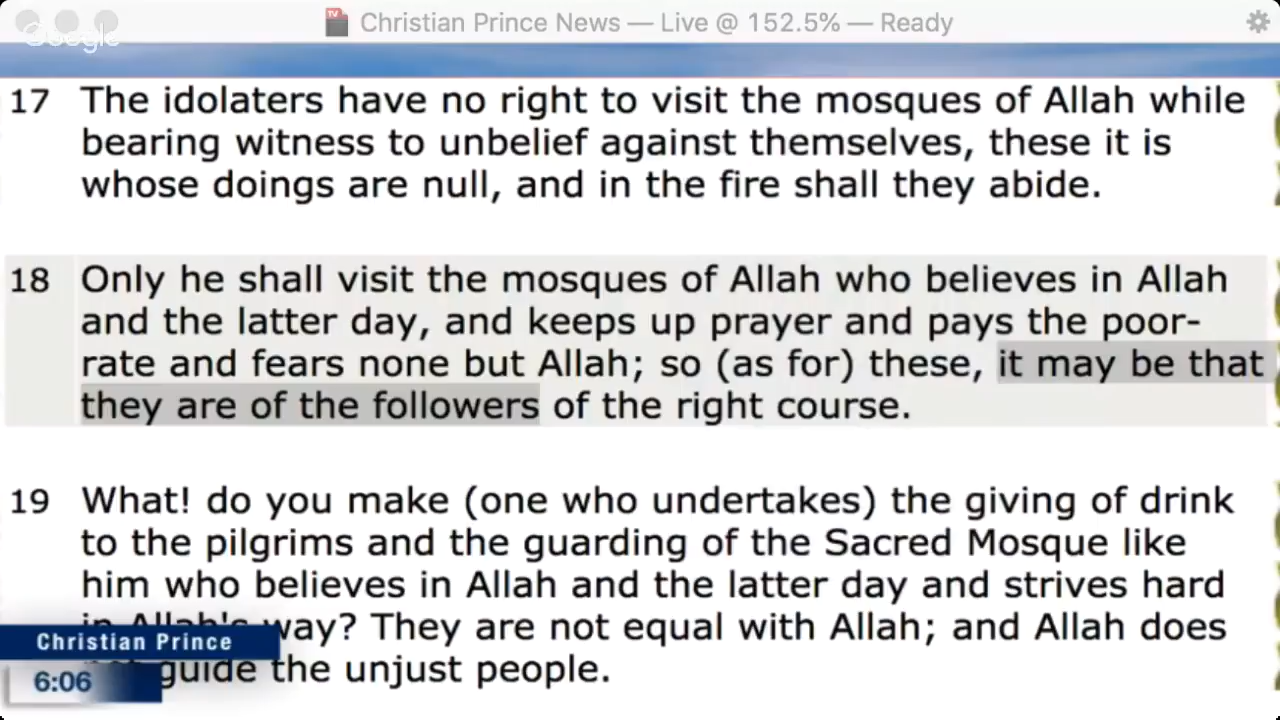 Christian Prince News — Live @ 152.5% — Ready
Google
17 The idolaters have no right to visit the mosques of Allah while
bearing witness to unbelief against themselves, these it is
whose doings are null, and in the fire shall they abide.
18 Only he shall visit the mosques of Allah who believes in Allah
and the latter day, and keeps up prayer and pays the poor-
rate and fears none but Allah; so (as for) these, it may be that
they are of the followers of the right course.
19 What! do you make (one who undertakes) the giving of drink
to the pilgrims and the guarding of the Sacred Mosque like
him who believes in Allah and the latter day and strives hard
in Allah's way? They are not equal with Allah; and Allah does
not guide the unjust people.
Christian Prince
6:06